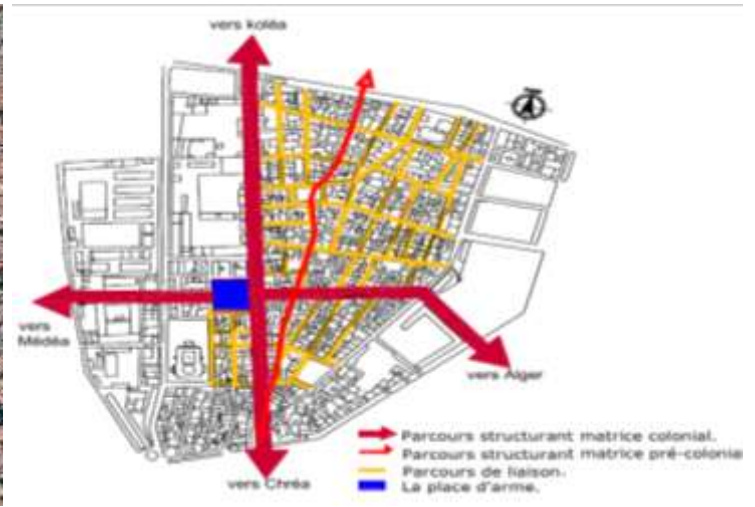 vers koléa
vers
Médéa
vers Alger
vers Chréa
Parcours structurant matrice colonial.
Parcours structurant matrice pré-colonia
Parcours de liaison.
La place d'arme.